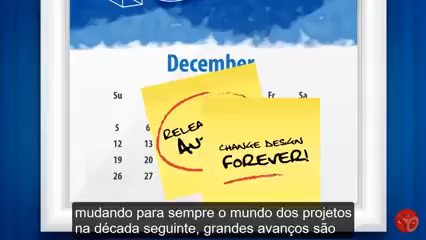 December
Su
Fr
Sa
5
6
12
13
19
20
26
27
CHANGE DESIGN
FOREVER!
mudando para sempre o mundo dos projetos
na década seguinte, grandes avanços são